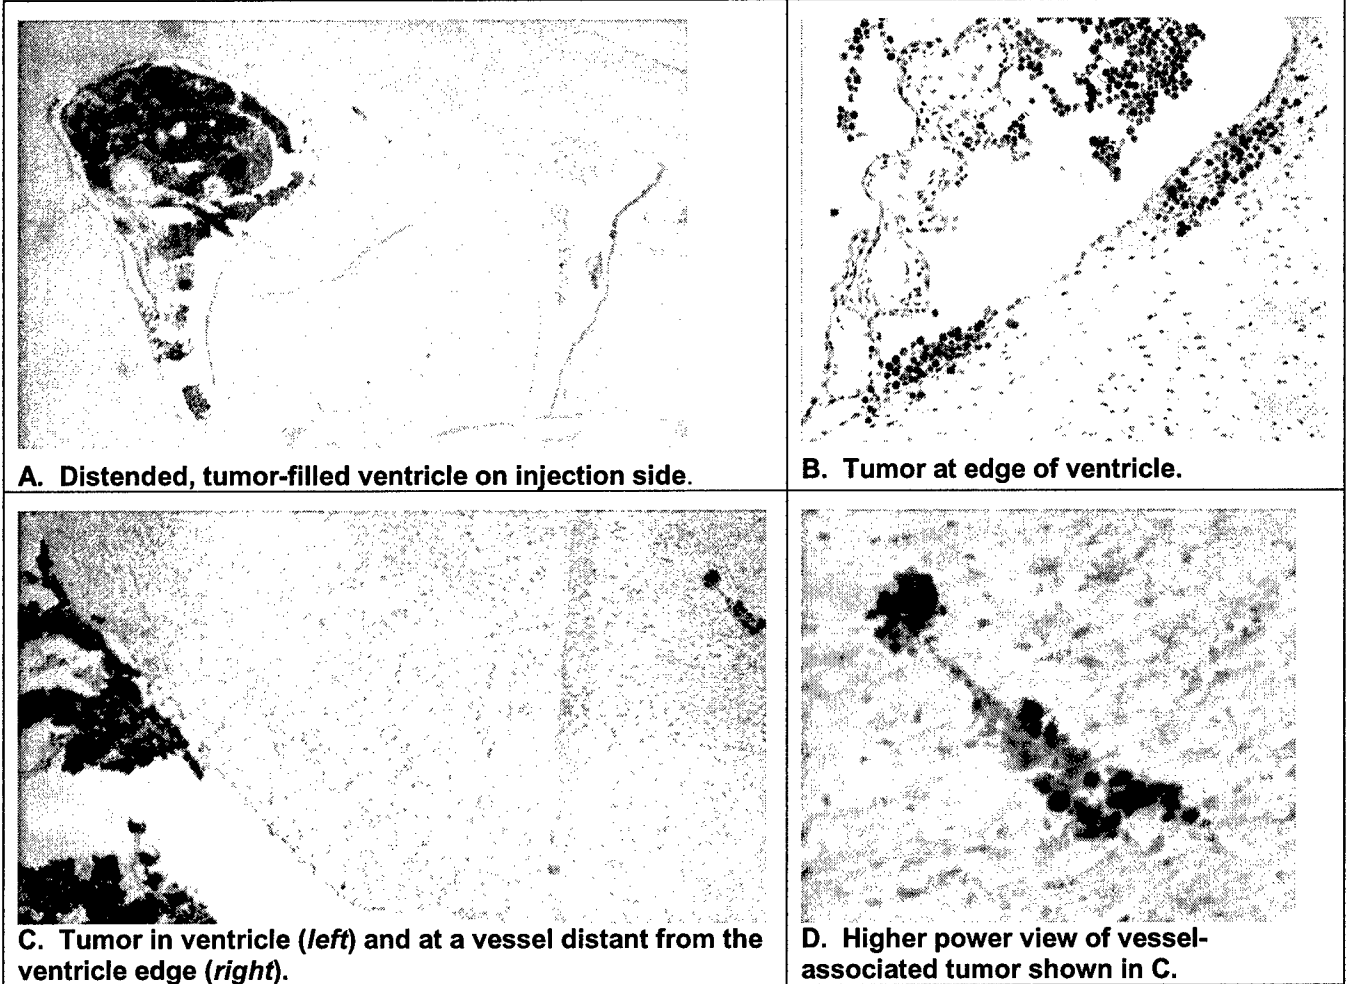 A. Distended, tumor-filled ventricle on injection side.
B. Tumor at edge of ventricle.
C. Tumor in ventricle (left) and at a vessel distant from the
ventricle edge (right).
D. Higher power view of vessel-
associated tumor shown in C.